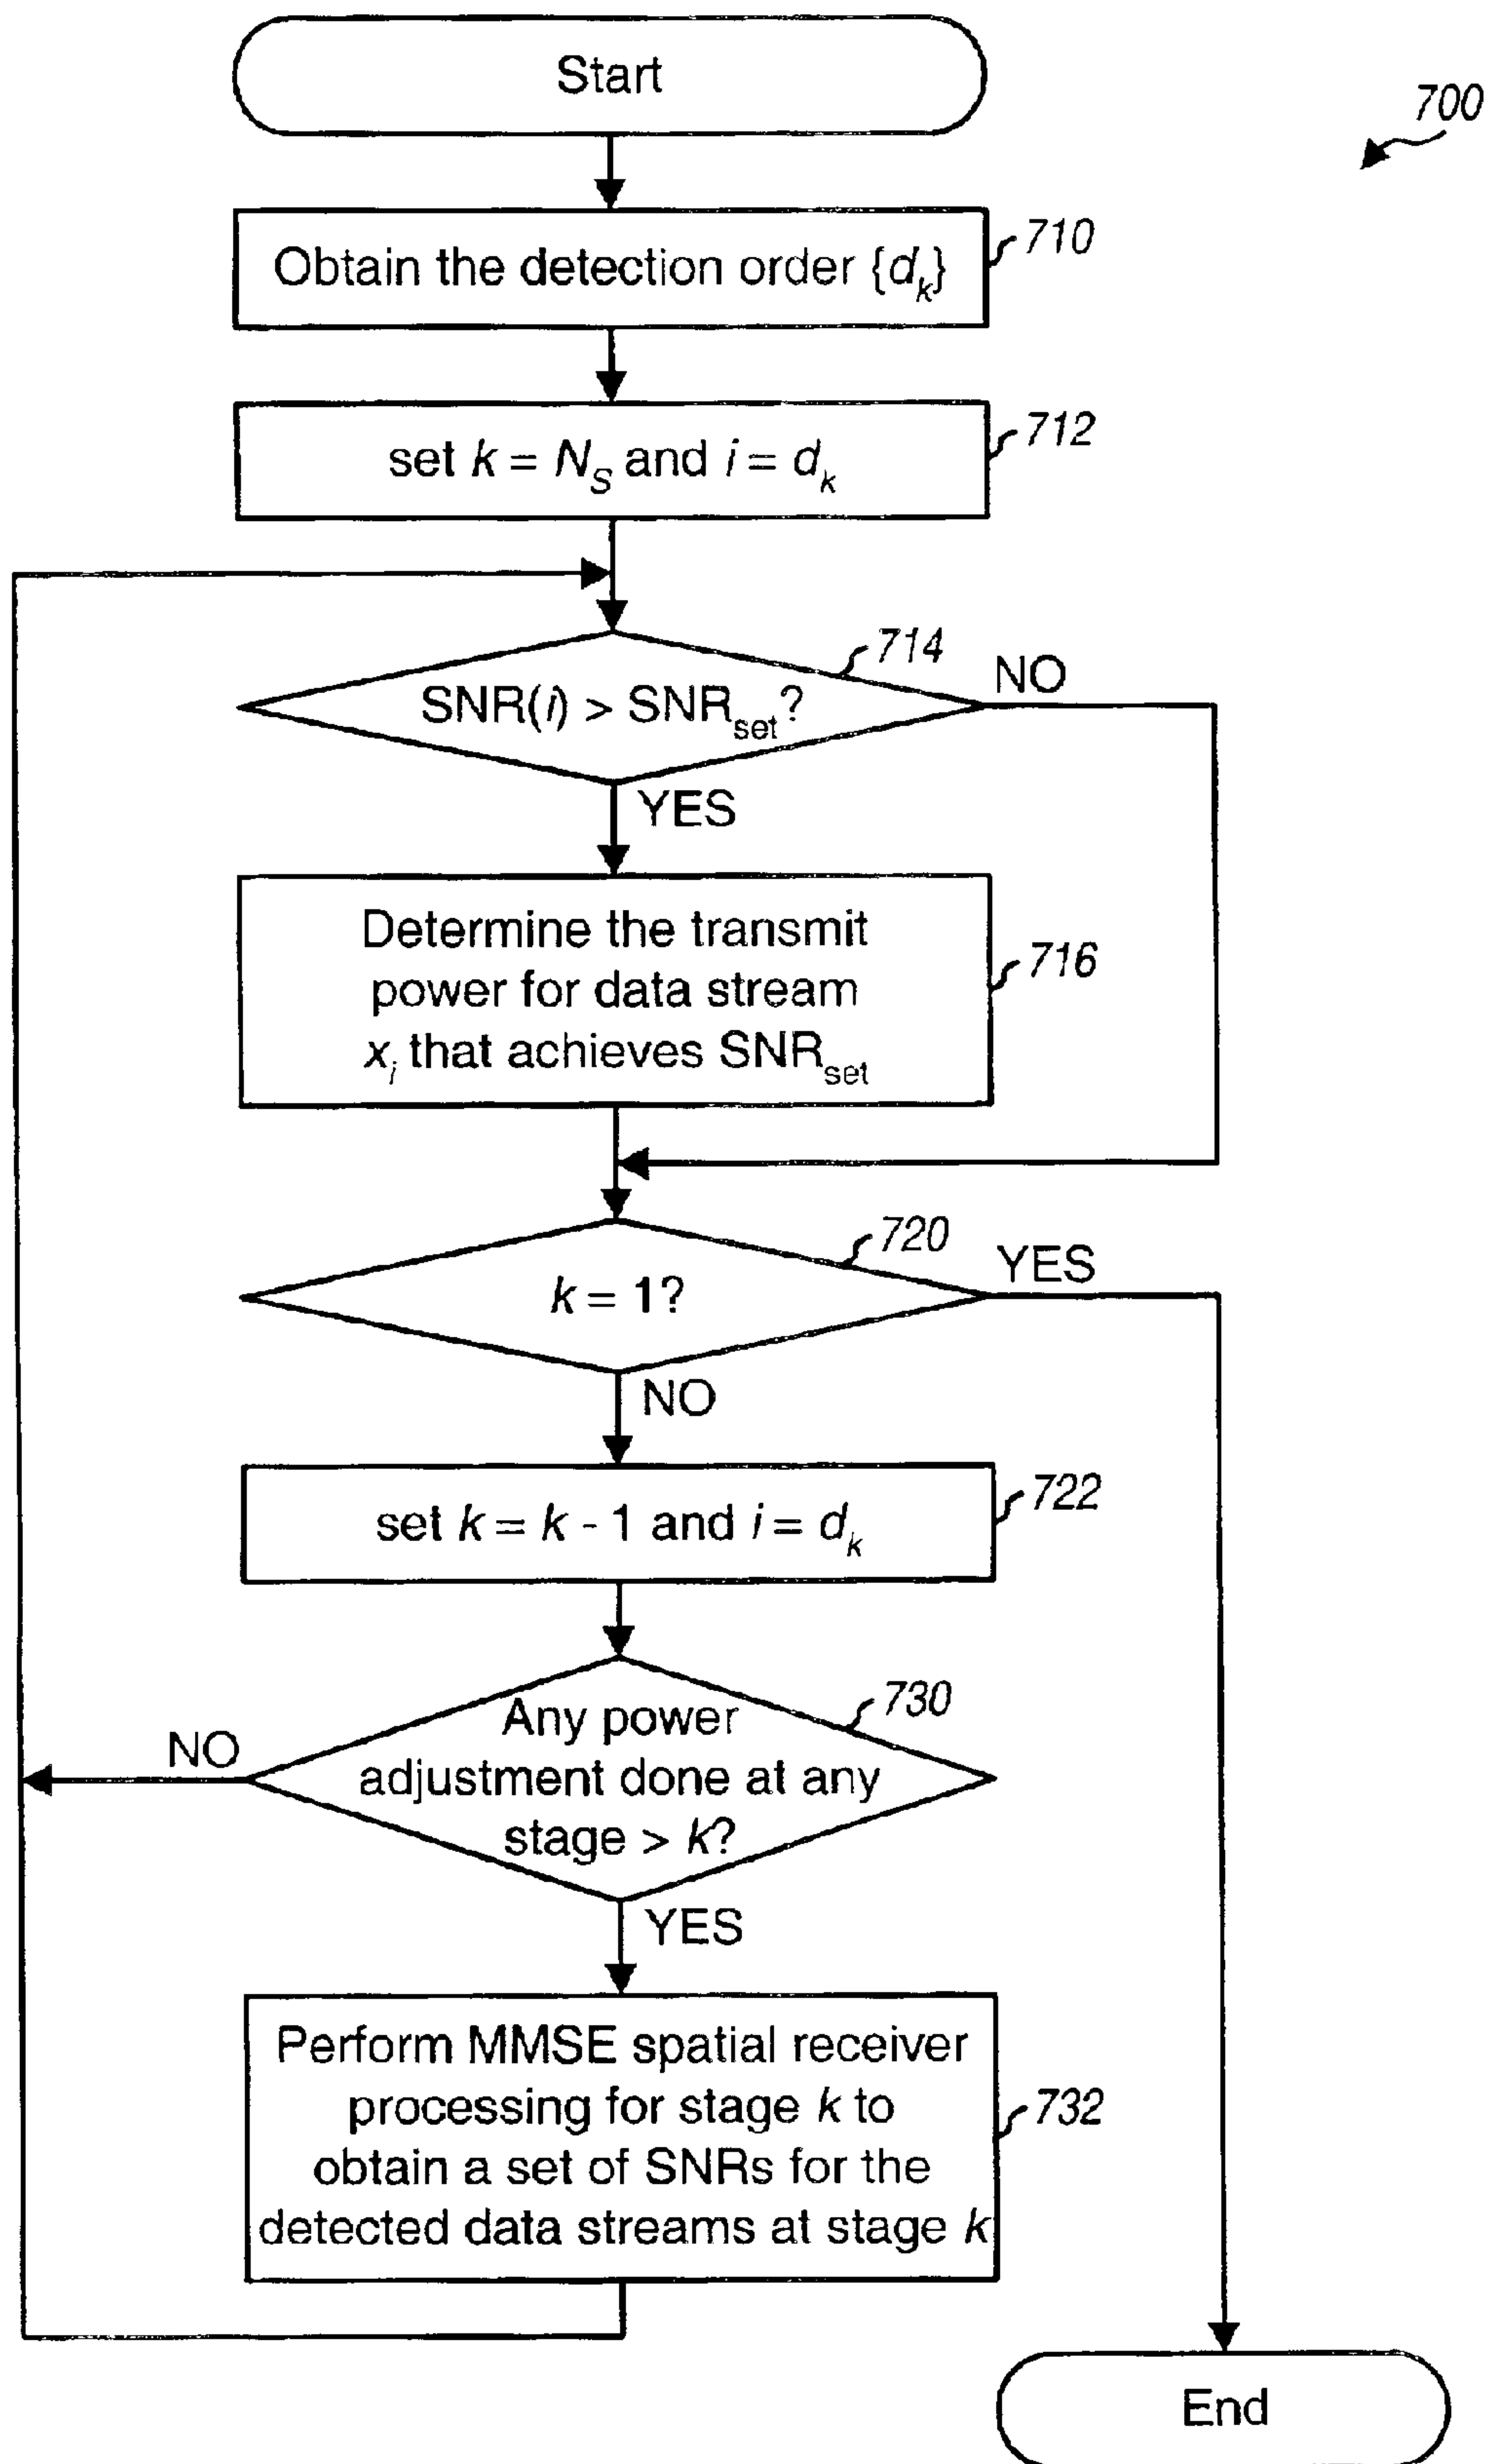 Start
700
Obtain the detection order {dk}
710
set k = NS and i = dk
712
714
SNR(i) > SNRset?
NO
YES
Determine the transmit
power for data stream
xi that achieves SNRset
716
720
k = 1?
YES
NO
set k = k - 1 and i = dk
722
730
Any power
adjustment done at any
stage > k?
NO
YES
Perform MMSE spatial receiver
processing for stage k to
obtain a set of SNRs for the
detected data streams at stage k
732
End